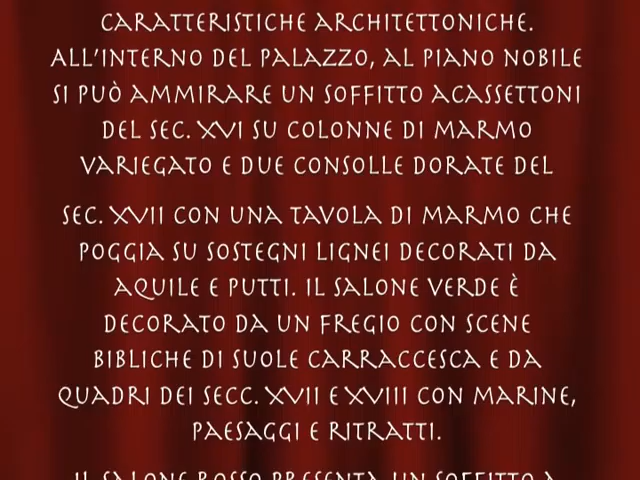 CARATTERISTICHE ARCHITETTONICHE.
ALL'INTERNO DEL PALAZZO, AL PIANO NOBILE
SI PUÒ AMMIRARE UN SOFFITTO ACASSETTONI
DEL SEC. XVI SU COLONNE DI MARMO
VARIEGATO E DUE CONSOLLE DORATE DEL
SEC. XVII CON UNA TAVOLA DI MARMO CHE
POGGIA SU SOSTEGNI LIGNEI DECORATI DA
AQUILE E PUTTI. IL SALONE VERDE È
DECORATO DA UN FREGIO CON SCENE
BIBLICHE DI SUOLE CARRACCESCA E DA
QUADRI DEI SECC. XVII E XVIII CON MARINE,
PAESAGGI E RITRATTI.
IL SALONE ROSSO PRESENTA UN SOFFITTO A